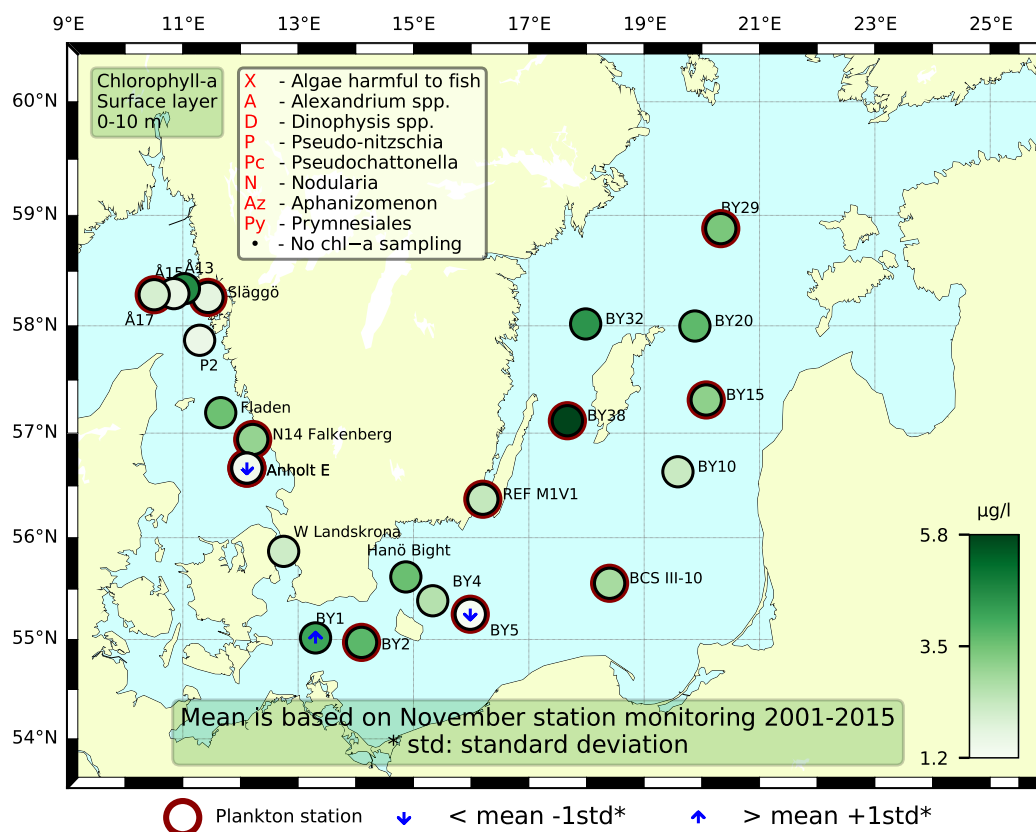 9°E 11°E 13°E 15°E 17°E 19°E 21°E 23°E 25°E
60°N
59°N
58°N
57°N
56°N
55°N
54°N
Chlorophyll-a
Surface layer
0-10 m
X - Algae harmful to fish
A - Alexandrium spp.
D - Dinophysis spp.
P - Pseudo-nitzschia
Pc - Pseudochattonella
N - Nodularia
Az - Aphanizomenon
Py - Prymnesiales
• - No chl−a sampling
BY29
Å15
Å13
Släggö
Å17
BY32
BY20
P2
BY15
Fladen
BY38
N14 Falkenberg
BY10
Anholt E
REF M1V1
W Landskrona
Hanö Bight
BCS III-10
BY4
BY1
BY5
BY2
µg/l
5.8
3.5
1.2
Mean is based on November station monitoring 2001-2015
* std: standard deviation
Plankton station < mean -1std* > mean +1std*